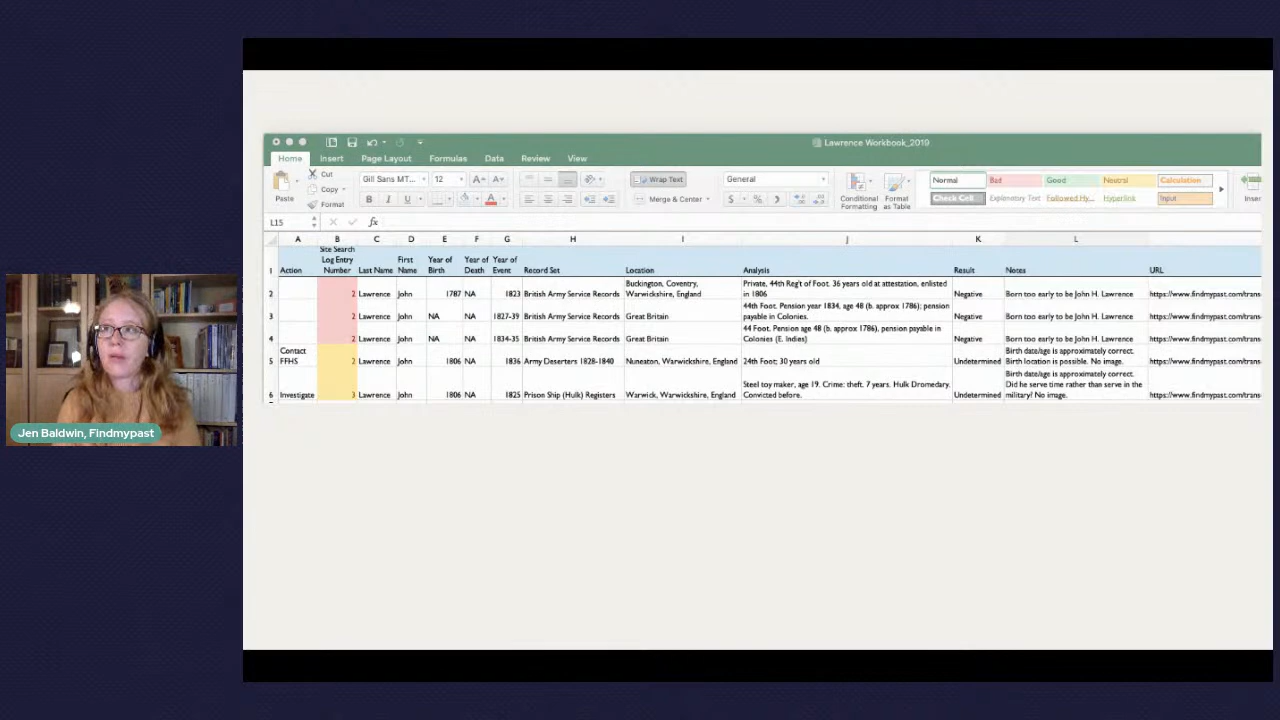 Lawrence Workbook_2019
Home Insert Page Layout Formulas Data Review View
Paste
Cut
Copy
Format
Gill Sans MT... 12
B I U
Wrap Text
Merge & Center
General
$ % )
Conditional Formatting
Format as Table
Normal Bad Good Neutral Calculation
Check Cell Explanatory Text Followed Hy... Hyperlink Input
Inser
L15 fx
A B C D E F G H I J K L
1 Action Site Search Log Entry Number Last Name First Name Year of Birth Year of Death Year of Event Record Set Location Analysis Result Notes URL
2 2 Lawrence John 1787 NA 1823 British Army Service Records Buckington, Coventry, Warwickshire, England Private, 44th Reg't of Foot. 36 years old at attestation, enlisted in 1806 Negative Born too early to be John H. Lawrence https://www.findmypast.com/trans
3 2 Lawrence John NA NA 1827-39 British Army Service Records Great Britain 44th Foot. Pension year 1834, age 48 (b. approx 1786); pension payable in Colonies. Negative Born too early to be John H. Lawrence https://www.findmypast.com/trans
4 2 Lawrence John NA NA 1834-35 British Army Service Records Great Britain 44 Foot. Pension age 48 (b. approx 1786), pension payable in Colonies (E. Indies) Negative Born too early to be John H. Lawrence https://www.findmypast.com/trans
5 Contact FFHS 2 Lawrence John 1806 NA 1836 Army Deserters 1828-1840 Nuneaton, Warwickshire, England 24th Foot; 30 years old Undetermined Birth date/age is approximately correct. Birth location is possible. No image. https://www.findmypast.com/trans
6 Investigate 3 Lawrence John 1806 NA 1825 Prison Ship (Hulk) Registers Warwick, Warwickshire, England Steel toy maker, age 19. Crime: theft. 7 years. Hulk Dromedary. Convicted before. Undetermined Birth date/age is approximately correct. Did he serve time rather than serve in the military? No image. https://www.findmypast.com/trans
Jen Baldwin, Findmypast